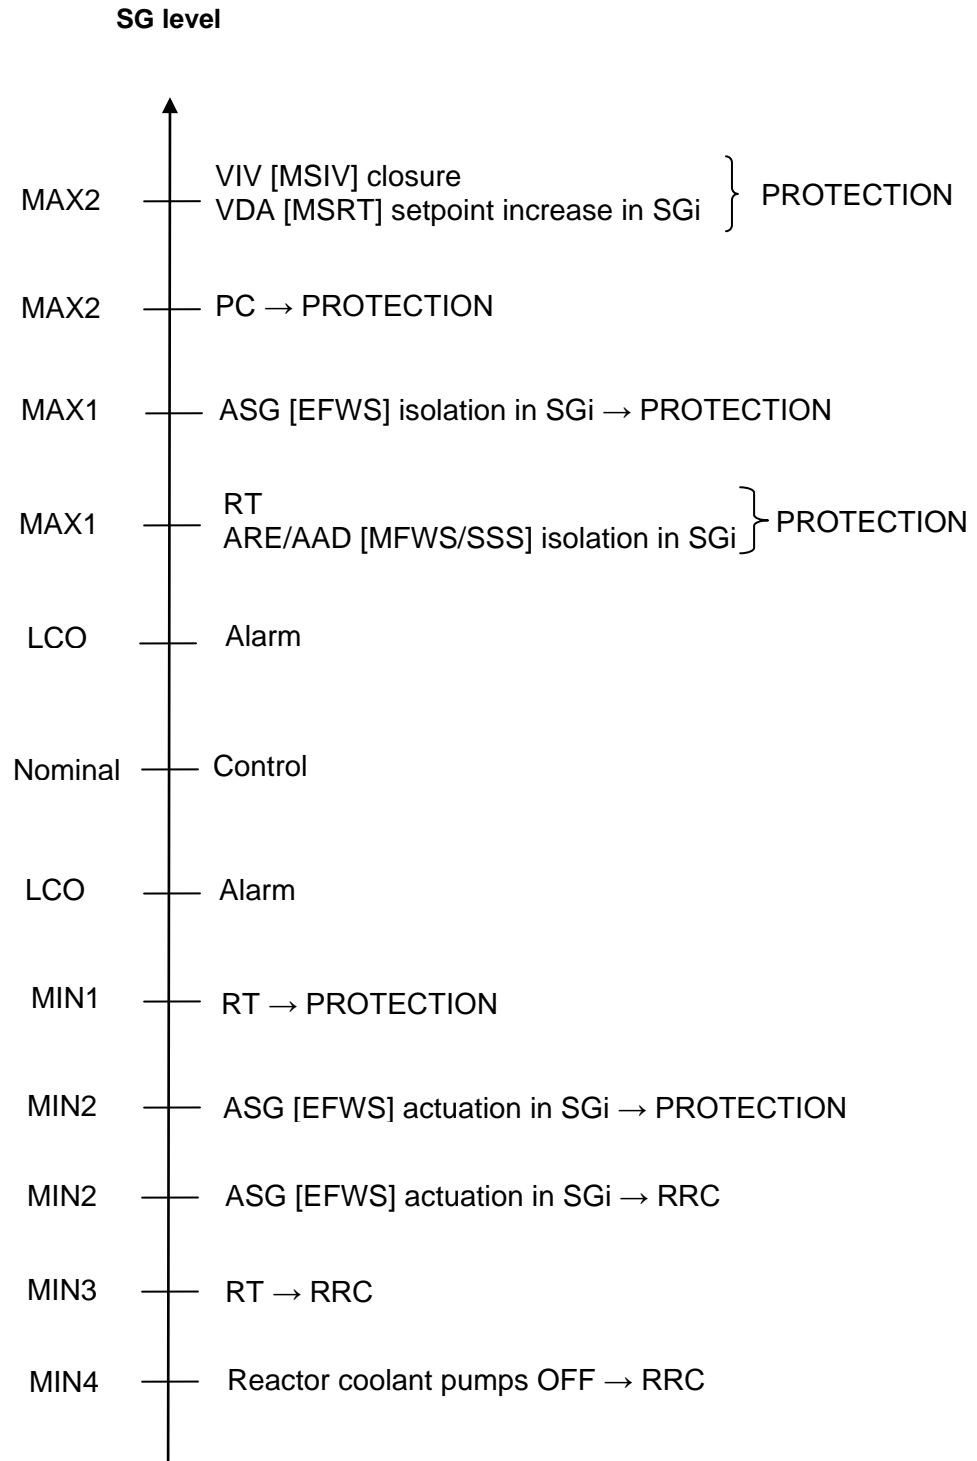 SG level
MAX2
VIV [MSIV] closure
VDA [MSRT] setpoint increase in SGi
PROTECTION
MAX2
PC → PROTECTION
MAX1
ASG [EFWS] isolation in SGi → PROTECTION
MAX1
RT
ARE/AAD [MFWS/SSS] isolation in SGi
PROTECTION
LCO
Alarm
Nominal
Control
LCO
Alarm
MIN1
RT → PROTECTION
MIN2
ASG [EFWS] actuation in SGi → PROTECTION
MIN2
ASG [EFWS] actuation in SGi → RRC
MIN3
RT → RRC
MIN4
Reactor coolant pumps OFF → RRC